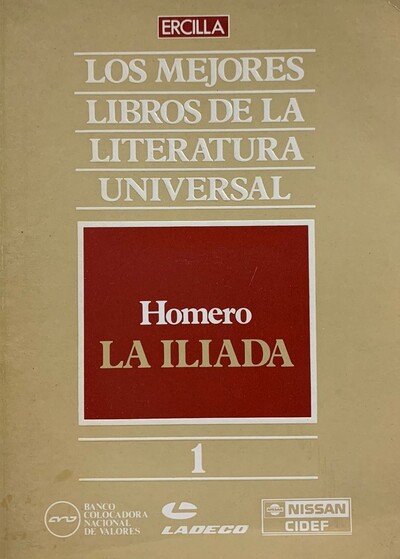 ERCILLA
LOS MEJORES
LIBROS DE LA
LITERATURA
UNIVERSAL
Homero
LA ILIADA
1
BANCO
COLOCADORA
NACIONAL
DE VALORES
LADECO
NISSAN
CIDEF